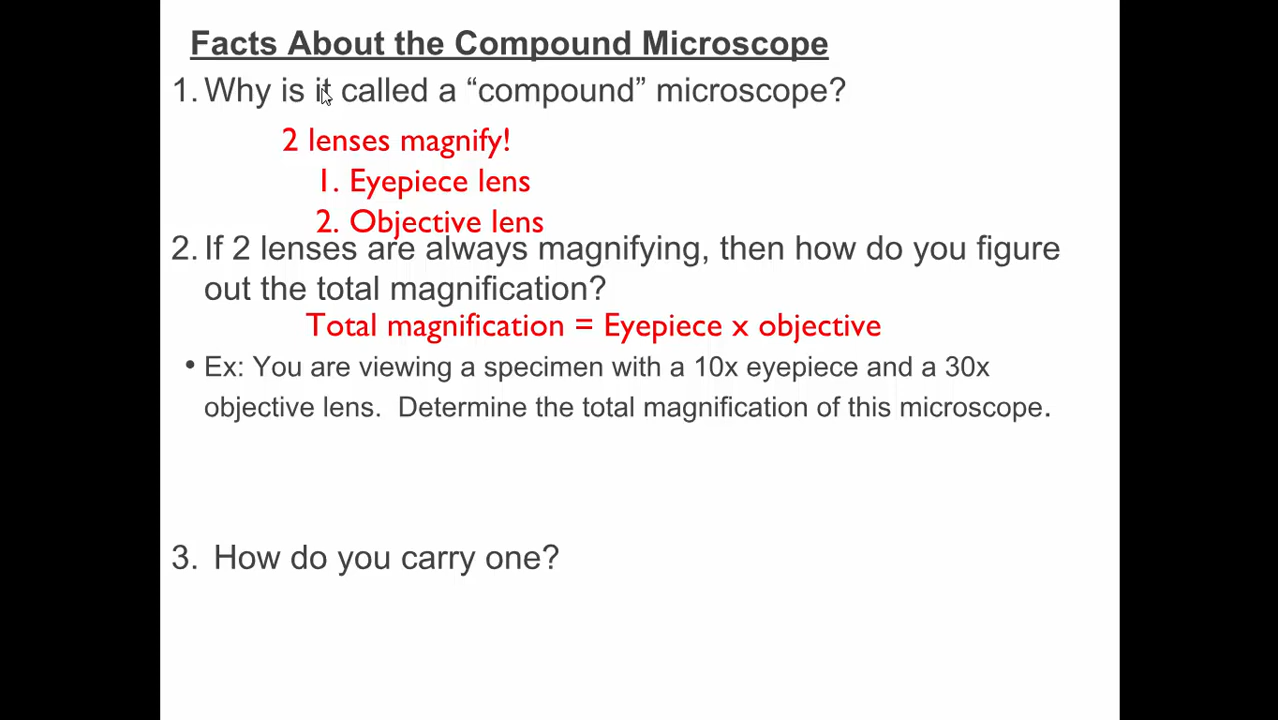 Facts About the Compound Microscope
1. Why is it called a “compound” microscope?
2 lenses magnify!
1. Eyepiece lens
2. Objective lens
2. If 2 lenses are always magnifying, then how do you figure
out the total magnification?
Total magnification = Eyepiece x objective
• Ex: You are viewing a specimen with a 10x eyepiece and a 30x
objective lens.  Determine the total magnification of this microscope.
3. How do you carry one?